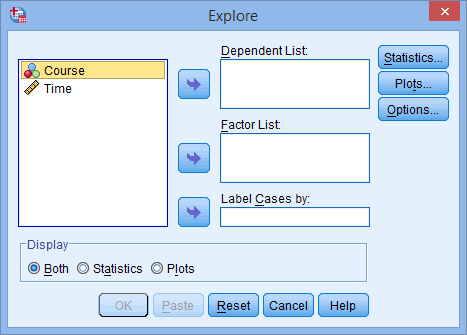 Explore
Course
Time
Dependent List:
Factor List:
Label Cases by:
Statistics...
Plots...
Options...
Display
Both Statistics Plots
OK Paste Reset Cancel Help